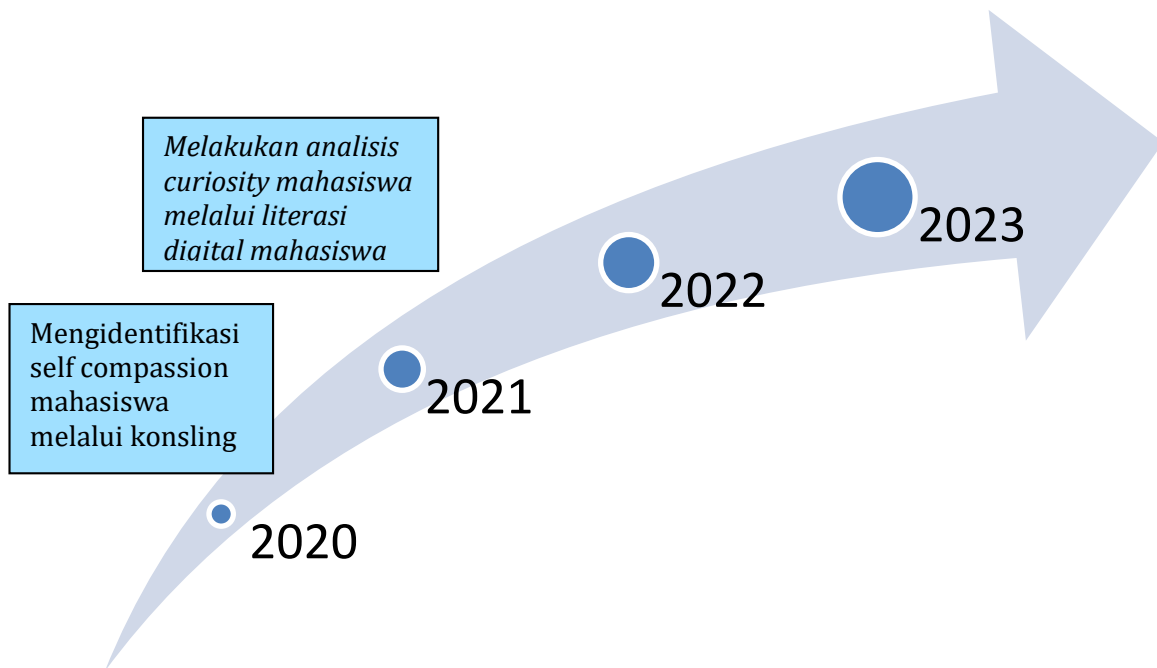 Melakukan analisis
curiosity mahasiswa
melalui literasi
digital mahasiswa
Mengidentifikasi
self compassion
mahasiswa
melalui konsling
2020
2021
2022
2023